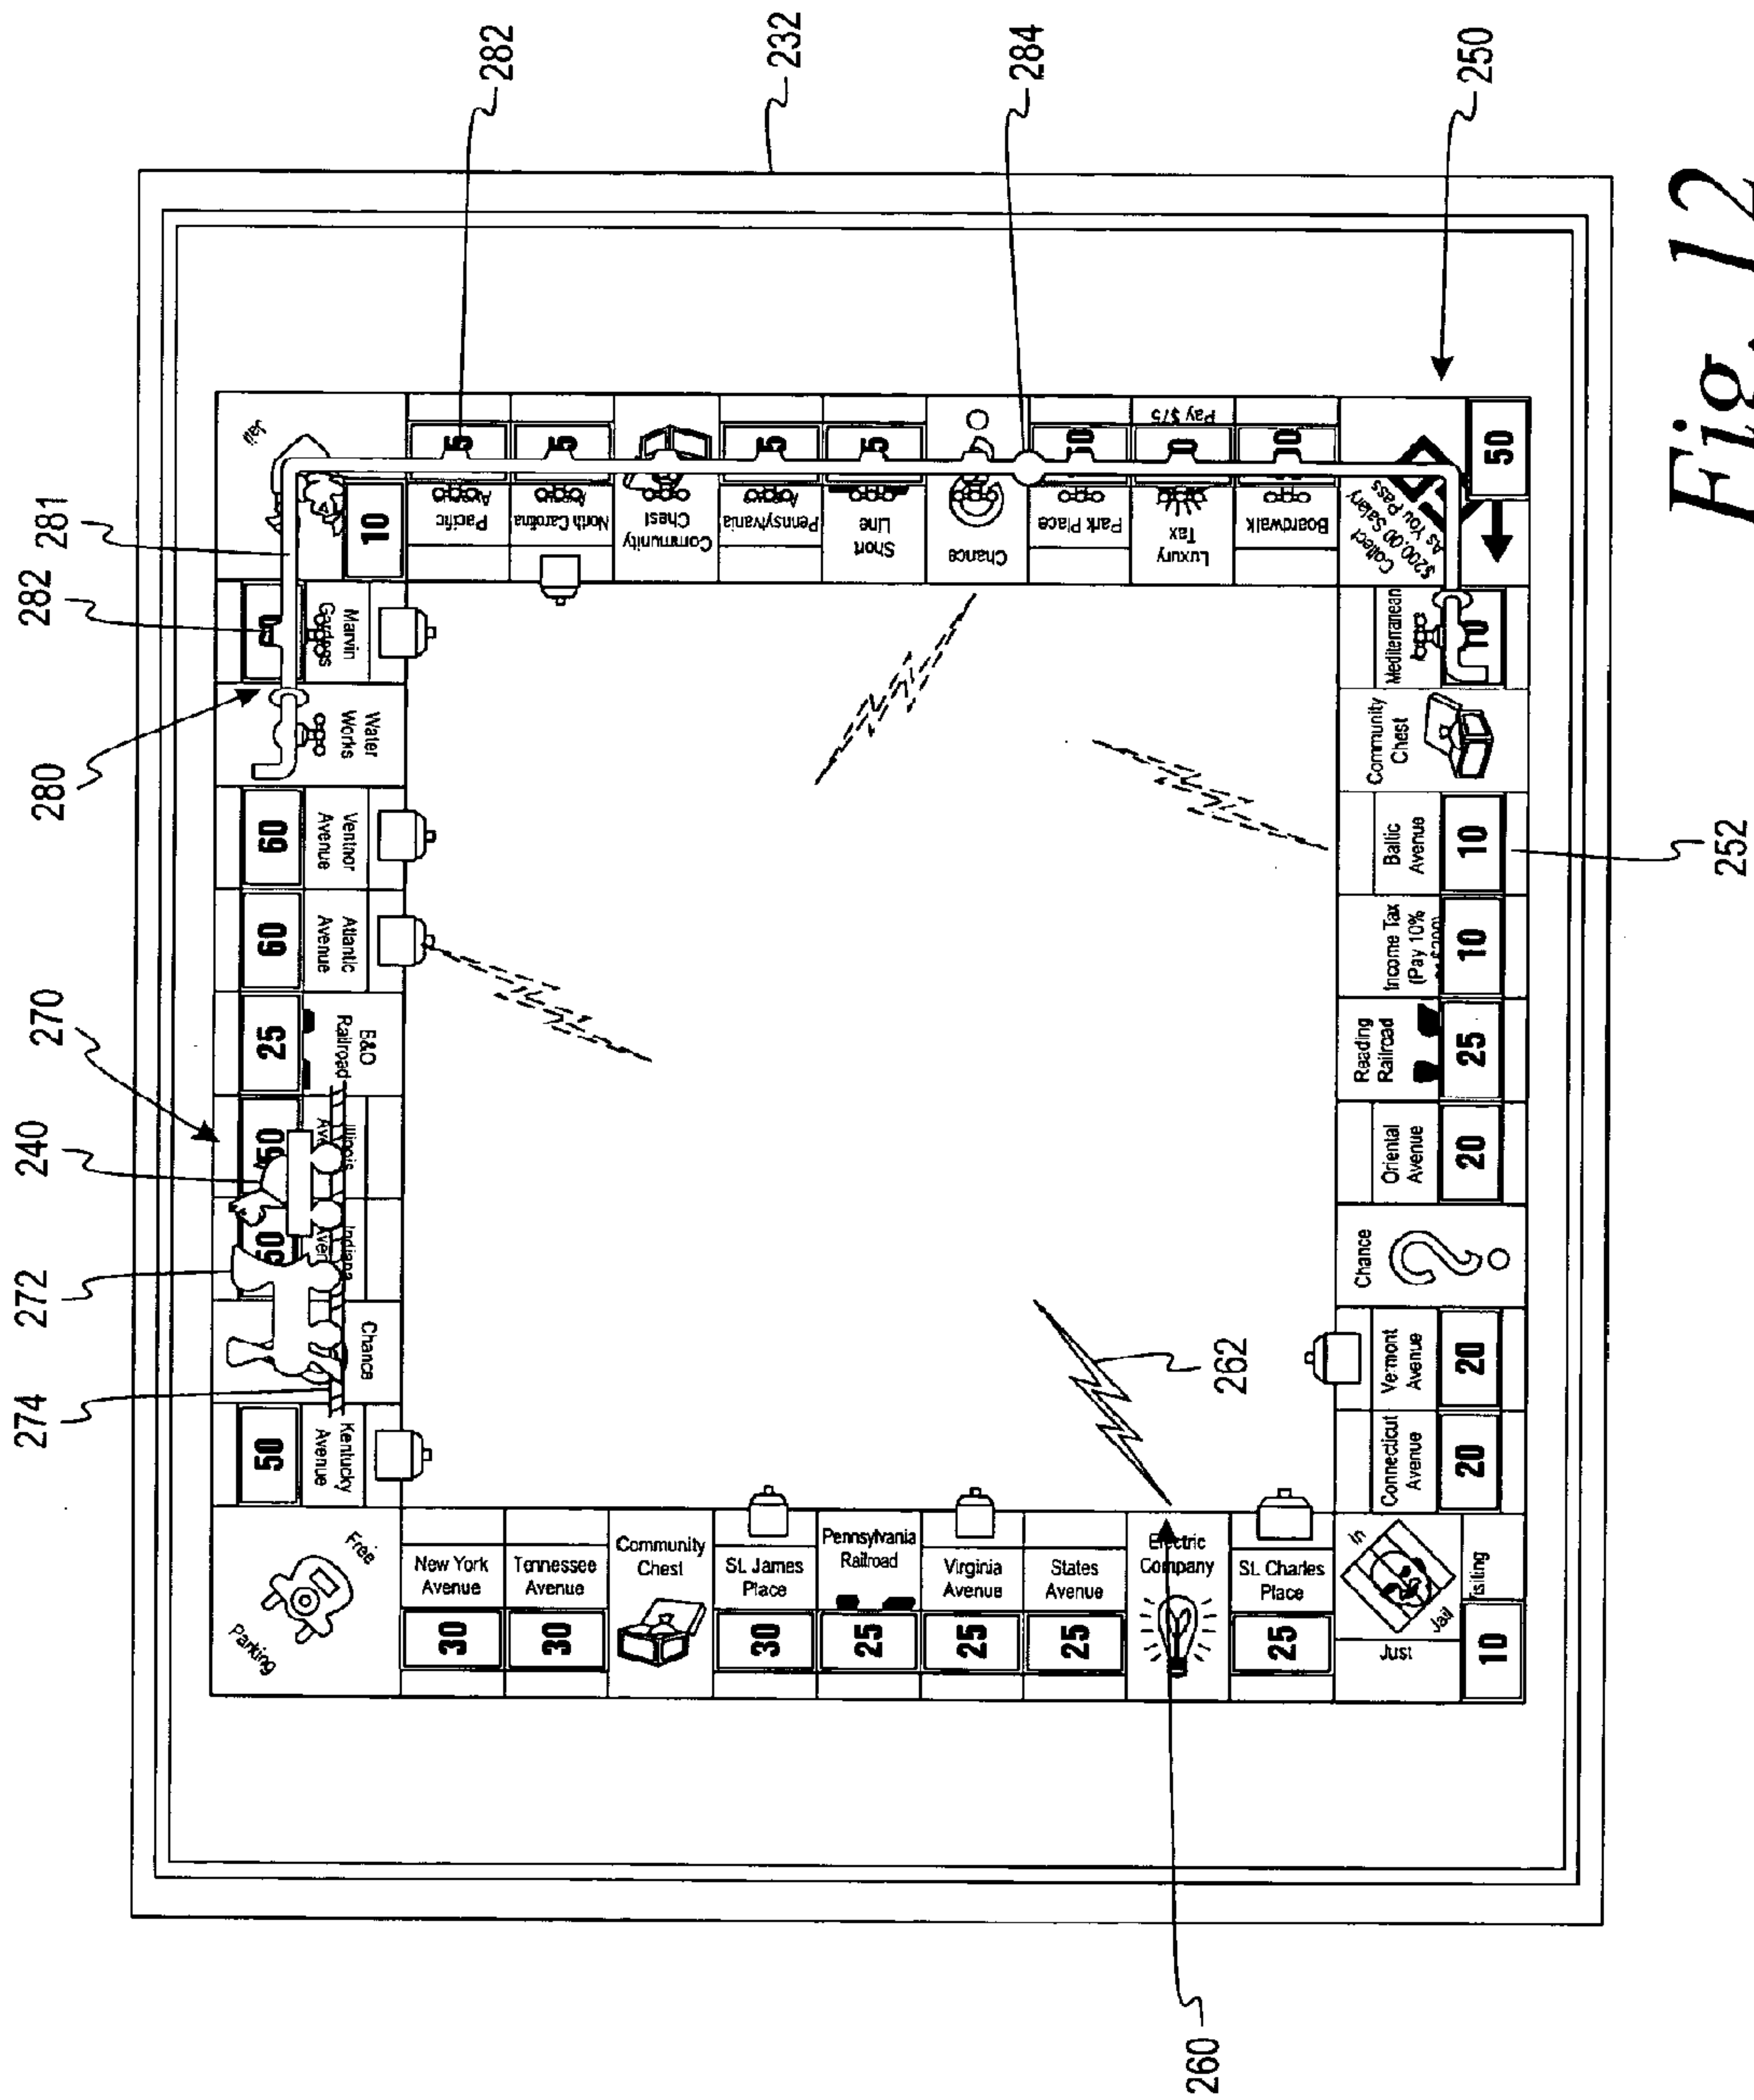 282
232
284
250
282
281
280
270
240
272
274
252
262
260
Fig. 12
Parking
Free
50
Kentucky
Avenue
Chance
50
Indiana
50
Illinois
25
B&O
Railroad
60
Atlantic
Avenue
60
Ventnor
Avenue
Water
Works
Marvin
Gardens
Jail
10
30
New York
Avenue
30
Tennessee
Avenue
Community
Chest
30
St. James
Place
25
Pennsylvania
Railroad
25
Virginia
Avenue
25
States
Avenue
Electric
Company
25
St. Charles
Place
In
Jail
Just
Visiting
10
Pacific
Avenue
5
North Carolina
Avenue
5
Community
Chest
Pennsylvania
Avenue
5
Short
Line
5
Chance
Park Place
Luxury
Tax
Pay $75
Boardwalk
Collect
$200.00 Salary
As You Pass
50
Connecticut
Avenue
20
Vermont
Avenue
20
Chance
Oriental
Avenue
20
Reading
Railroad
25
Income Tax
(Pay 10%
10
Baltic
Avenue
10
Community
Chest
Mediterranean